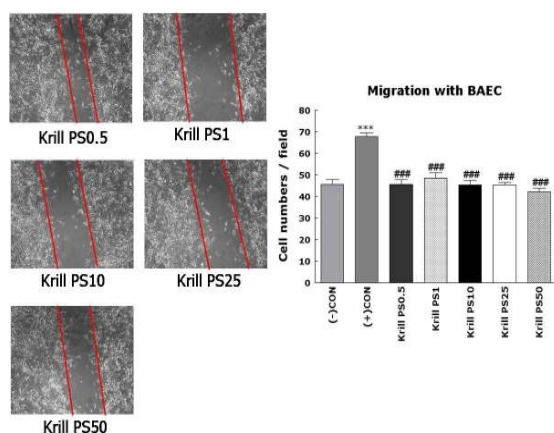 Krill PS0.5
Krill PS1
Krill PS10
Krill PS25
Krill PS50
Migration with BAEC
Cell numbers / field
80
70
60
50
40
30
20
10
0
***
###
###
###
###
###
(-)CON
(+)CON
Krill PS0.5
Krill PS1
Krill PS10
Krill PS25
Krill PS50